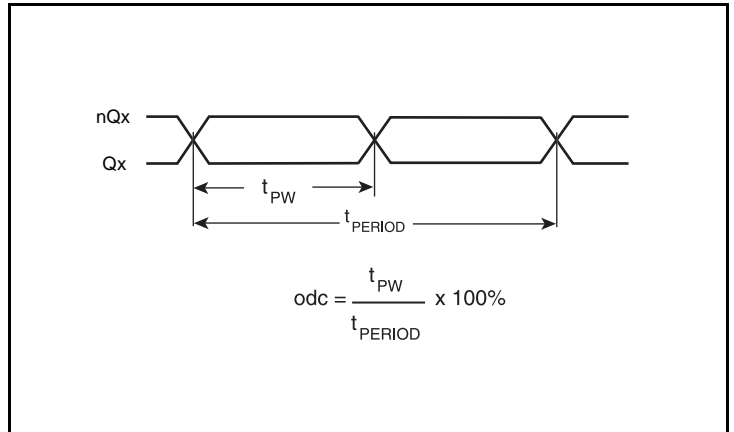 nQx
Qx
tPW
tPERIOD
odc = tPW / tPERIOD x 100%